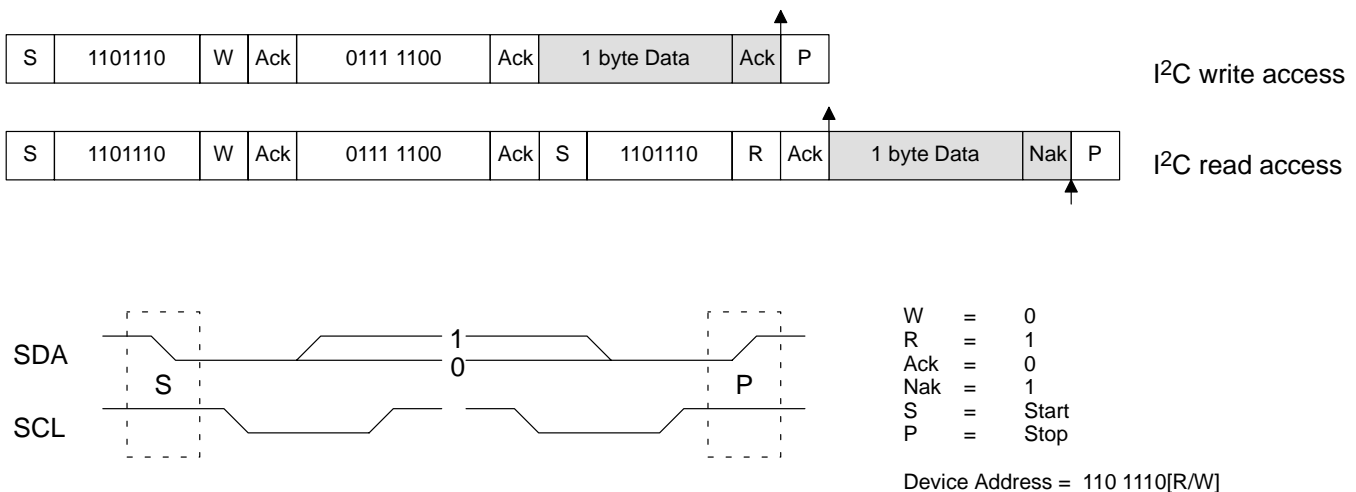 S 1101110 W Ack 0111 1100 Ack 1 byte Data Ack P I2C write access
S 1101110 W Ack 0111 1100 Ack S 1101110 R Ack 1 byte Data Nak P I2C read access
SDA 1
0
S P
SCL
W = 0
R = 1
Ack = 0
Nak = 1
S = Start
P = Stop
Device Address = 110 1110[R/W]